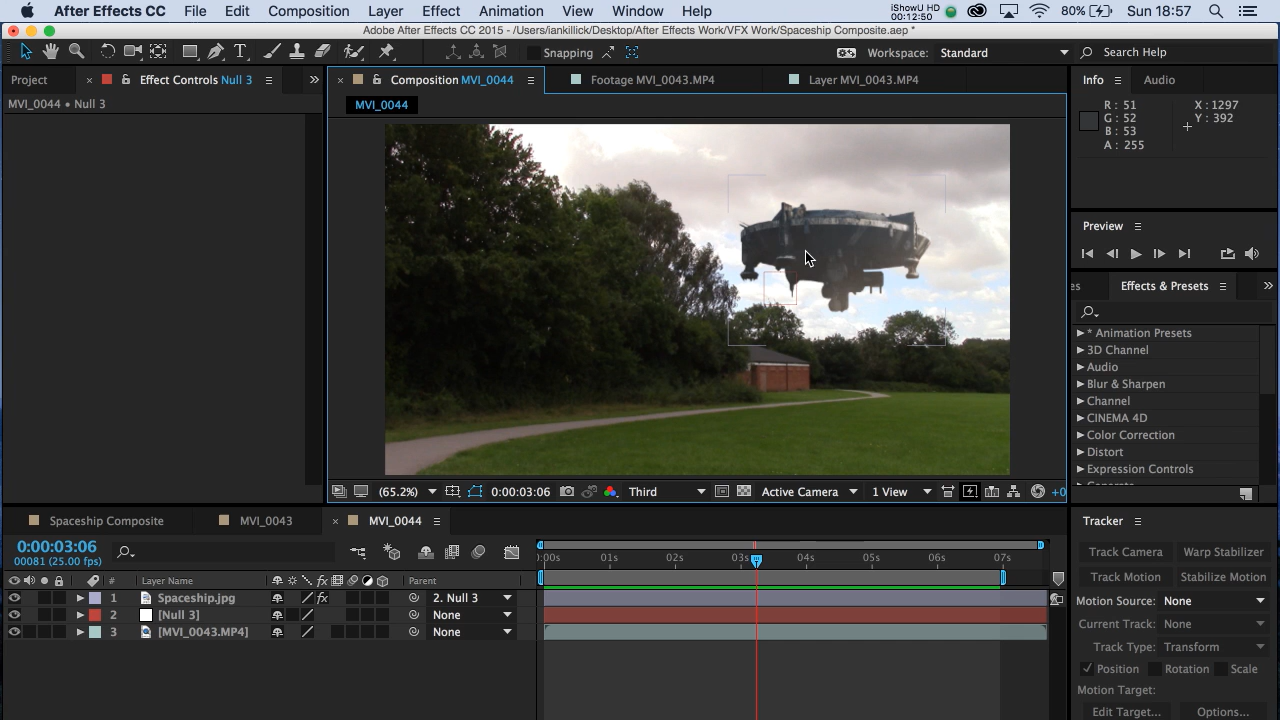 After Effects CC File Edit Composition Layer Effect Animation View Window Help iShowU HD 00:12:50 80% Sun 18:57
Adobe After Effects CC 2015 - /Users/iankillick/Desktop/After Effects Work/VFX Work/Spaceship Composite.aep *
Snapping Workspace: Standard Search Help
Project Effect Controls Null 3 Composition MVI_0044 Footage MVI_0043.MP4 Layer MVI_0043.MP4 Info Audio
MVI_0044 • Null 3 MVI_0044
R: 51 X: 1297
G: 52 Y: 392
B: 53
A: 255
Preview
es Effects & Presets
* Animation Presets
3D Channel
Audio
Blur & Sharpen
Channel
CINEMA 4D
Color Correction
Distort
Expression Controls
(65.2%) 0:00:03:06 Third Active Camera 1 View +0
Spaceship Composite MVI_0043 MVI_0044 Tracker
0:00:03:06
00081 (25.00 fps)
:00s 01s 02s 03s 04s 05s 06s 07s
# Layer Name fx Parent
1 Spaceship.jpg fx 2. Null 3
2 [Null 3] None
3 [MVI_0043.MP4] None
Track Camera Warp Stabilizer
Track Motion Stabilize Motion
Motion Source: None
Current Track: None
Track Type: Transform
Position Rotation Scale
Motion Target:
Edit Target... Options...